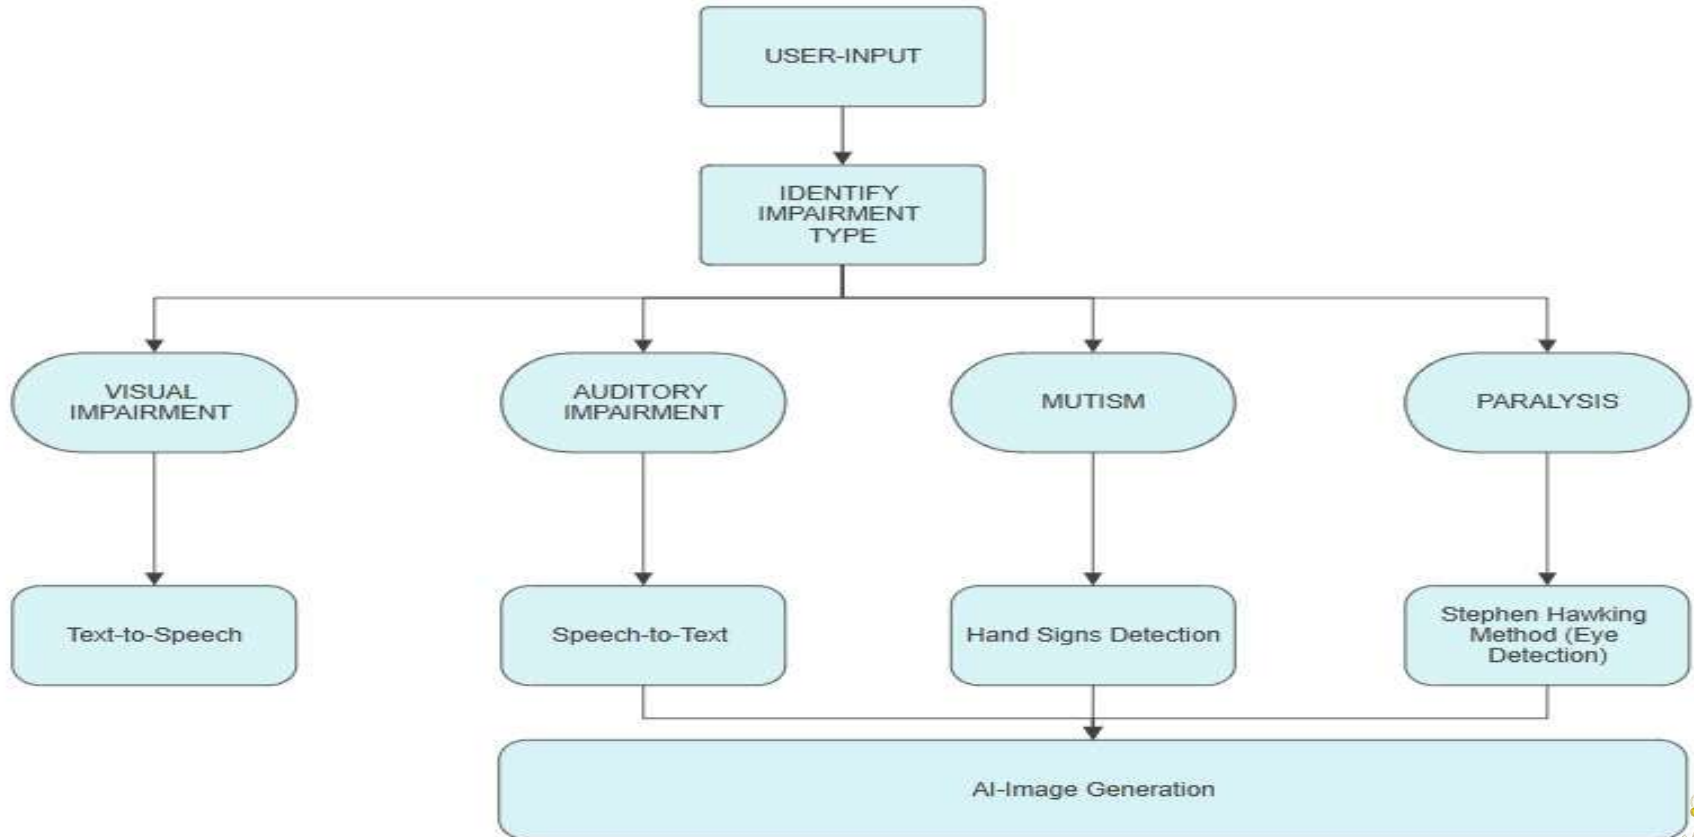 USER-INPUT
IDENTIFY
IMPAIRMENT
TYPE
VISUAL
IMPAIRMENT
AUDITORY
IMPAIRMENT
MUTISM
PARALYSIS
Text-to-Speech
Speech-to-Text
Hand Signs Detection
Stephen Hawking
Method (Eye
Detection)
AI-Image Generation